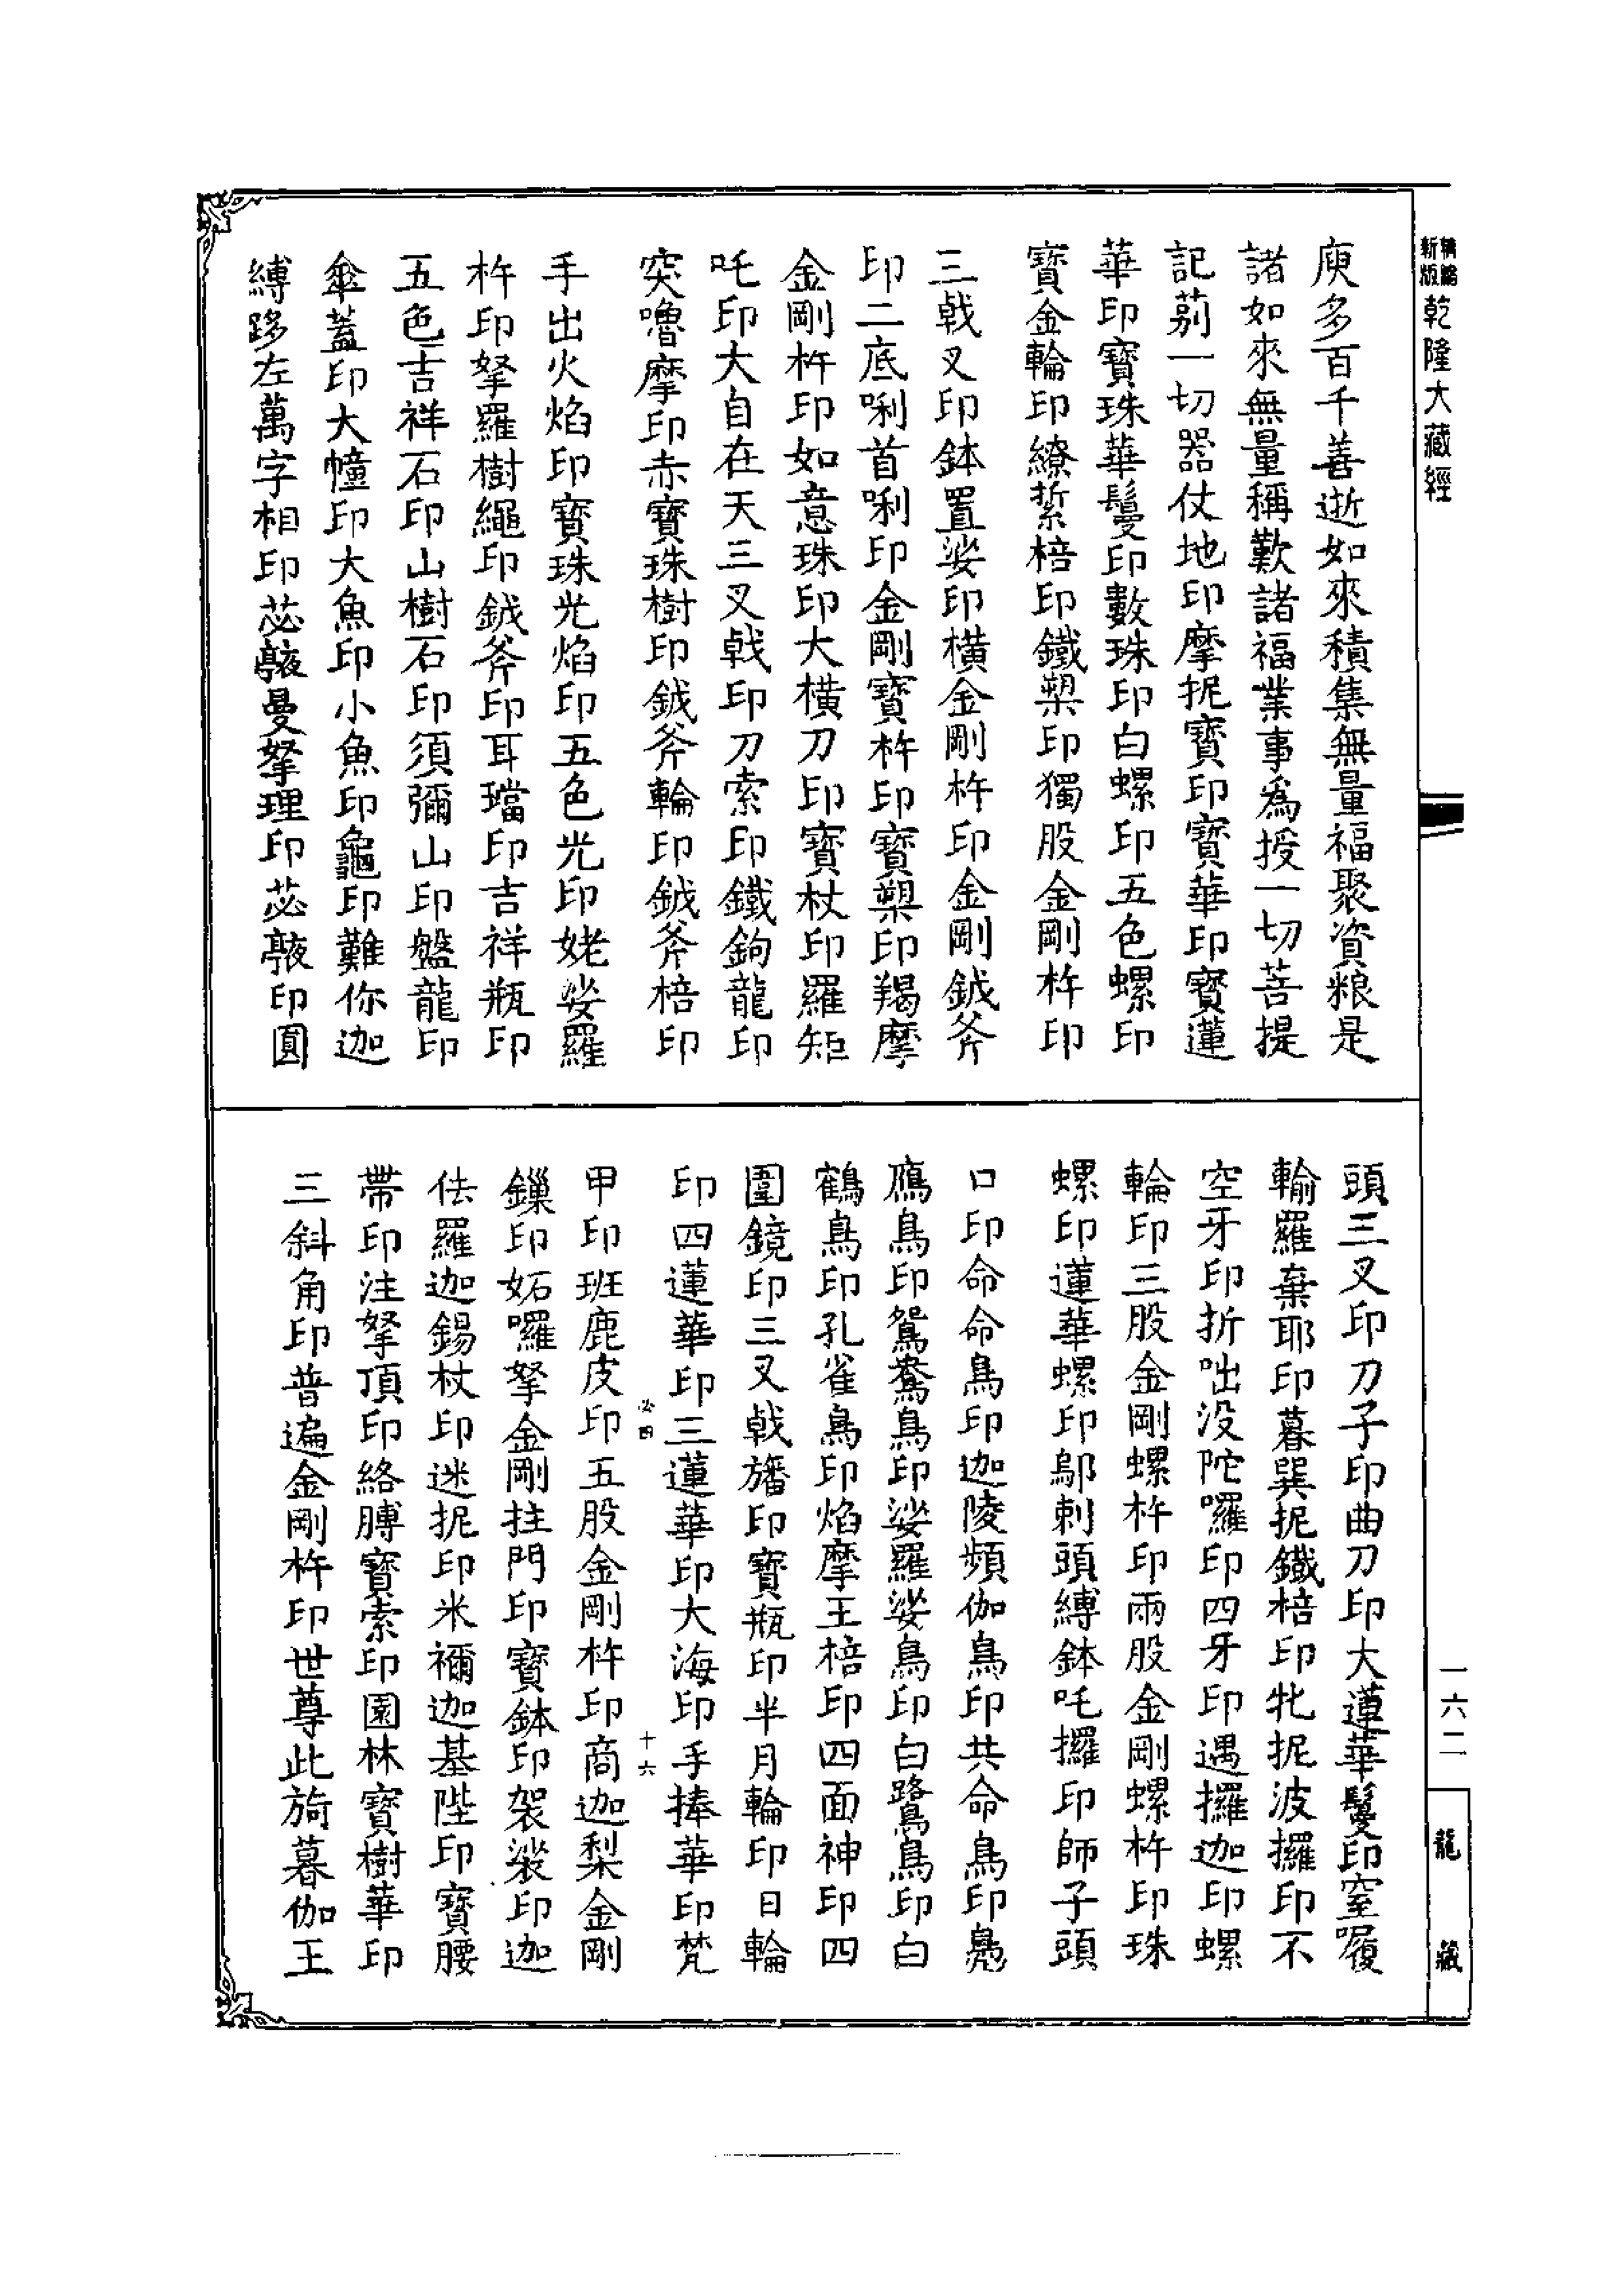 新編縮版乾隆大藏經
庾多百千善逝如來積集無量福聚資粮是
諸如來無量稱歎諸福業事為授一切菩提
記莂一切器仗地印摩抳寶印寶華印寶蓮
華印寶珠華鬘印數珠印白螺印五色螺印
寶金輪印繚絷棓印鐵槊印獨股金剛杵印
三戟叉印鉢置娑印橫金剛杵印金剛鉞斧
印二底唎首唎印金剛寶杵印寶槊印羯摩
金剛杵印如意珠印大橫刀印寶杖印羅矩
吒印大自在天三叉戟印刀索印鐵鉤龍印
突嚕摩印赤寶珠樹印鉞斧輪印鉞斧棓印
手出火焰印寶珠光焰印五色光印姥娑羅
杵印拏羅樹繩印鉞斧印耳璫印吉祥瓶印
五色吉祥石印山樹石印須彌山印盤龍印
傘蓋印大幢印大魚印小魚印龜印難你迦
縛跢左萬字相印苾馛曼拏理印苾馛印圓
頭三叉印刀子印曲刀印大蓮華鬘印窒囉
輸羅棄耶印暮巽抳鐵棓印牝抳波攞印不
空牙印折咄没陀囉印四牙印遇攞迦印螺
輪印三股金剛螺杵印兩股金剛螺杵印珠
螺印蓮華螺印鄔剌頭縛鉢吒攞印師子頭
口印命命鳥印迦陵頻伽鳥印共命鳥印鳧
鴈鳥印鴛鴦鳥印娑羅娑鳥印白鷺鳥印白
鶴鳥印孔雀鳥印焰摩王棓印四面神印四
圍鏡印三叉戟旛印寶瓶印半月輪印日輪
印四蓮華印三蓮華印大海印手捧華印梵
甲印班鹿皮印五股金剛杵印商迦梨金剛
鏁印妬囉拏金剛拄門印寶鉢印袈裟印迦
佉羅迦錫杖印迷抳印米禰迦基陛印寶腰
帶印注拏頂印絡膊寶索印園林寶樹華印
三斜角印普遍金剛杵印世尊此旖暮伽王
必四
十六
一六二
龍藏